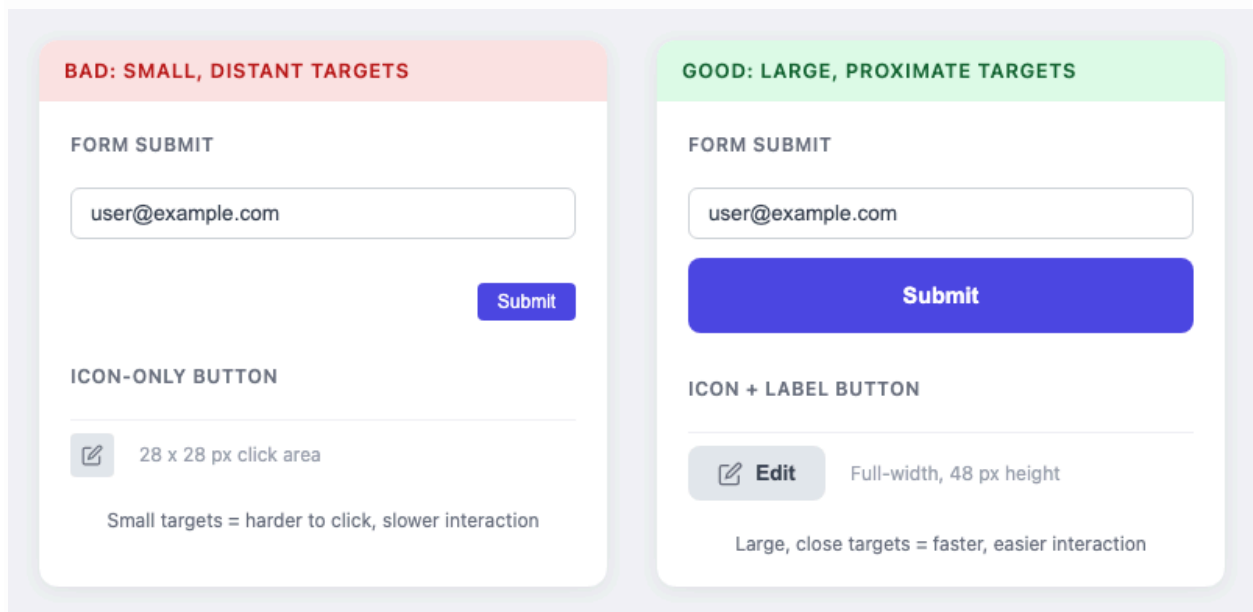 BAD: SMALL, DISTANT TARGETS
FORM SUBMIT
user@example.com
Submit
ICON-ONLY BUTTON
28 x 28 px click area
Small targets = harder to click, slower interaction
GOOD: LARGE, PROXIMATE TARGETS
FORM SUBMIT
user@example.com
Submit
ICON + LABEL BUTTON
Edit
Full-width, 48 px height
Large, close targets = faster, easier interaction